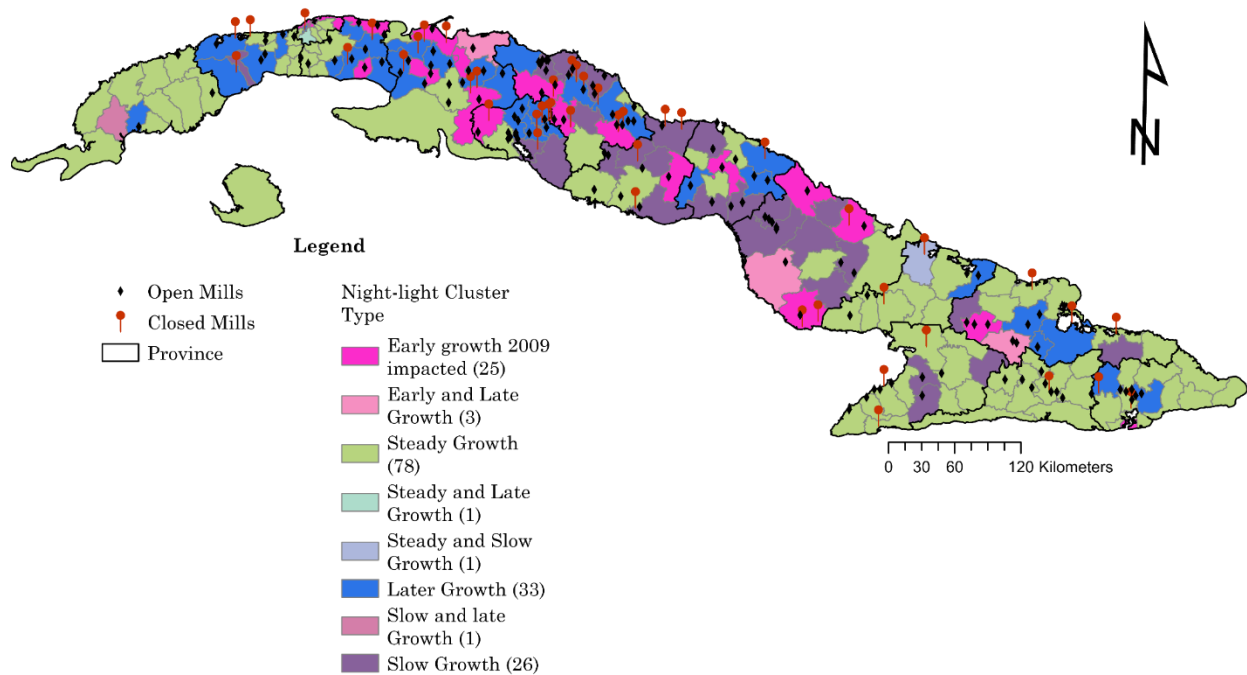 N
Legend
Open Mills
Closed Mills
Province
Night-light Cluster
Type
Early growth 2009
impacted (25)
Early and Late
Growth (3)
Steady Growth
(78)
Steady and Late
Growth (1)
Steady and Slow
Growth (1)
Later Growth (33)
Slow and late
Growth (1)
Slow Growth (26)
0 30 60 120 Kilometers